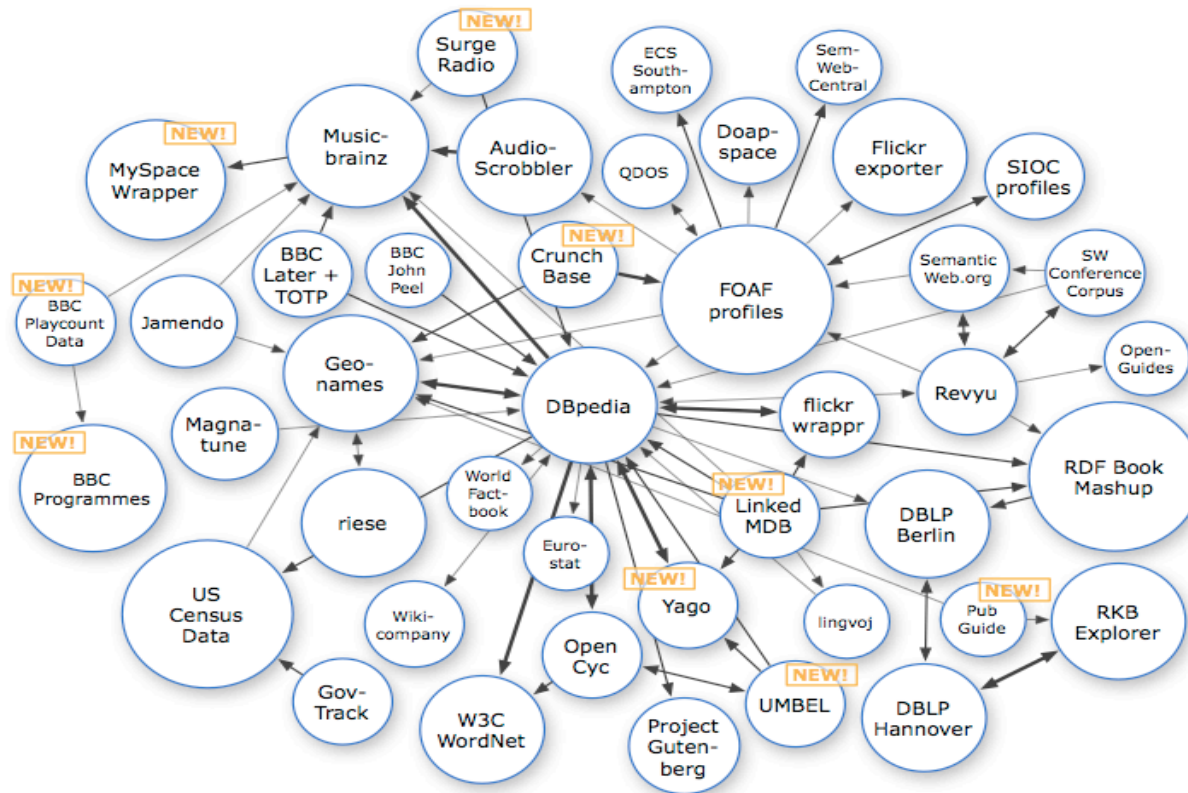 NEW!
Surge
Radio
ECS
South-
ampton
Sem-
Web-
Central
NEW!
MySpace
Wrapper
Music-
brainz
Audio-
Scrobbler
QDOS
Doap-
space
Flickr
exporter
SIOC
profiles
BBC
Later +
TOTP
BBC
John
Peel
NEW!
Crunch
Base
FOAF
profiles
Semantic
Web.org
SW
Conference
Corpus
NEW!
BBC
Playcount
Data
Jamendo
Geo-
names
DBpedia
flickr
wrappr
Revyu
Open-
Guides
Magna-
tune
NEW!
BBC
Programmes
riese
World
Fact-
book
Euro-
stat
NEW!
Linked
MDB
DBLP
Berlin
RDF Book
Mashup
US
Census
Data
Wiki-
company
Open
Cyc
NEW!
Yago
lingvoj
NEW!
Pub
Guide
RKB
Explorer
Gov-
Track
W3C
WordNet
Project
Guten-
berg
NEW!
UMBEL
DBLP
Hannover